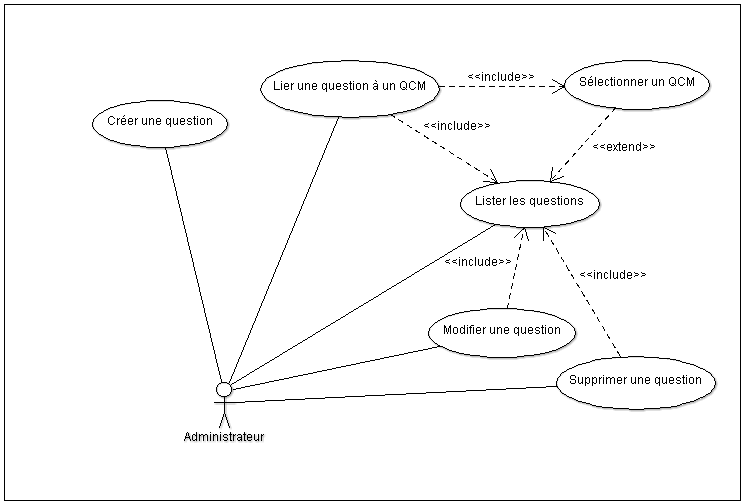 <<include>>
Lier une question à un QCM
Sélectionner un QCM
Créer une question
<<include>>
<<extend>>
Lister les questions
<<include>>
<<include>>
Modifier une question
Supprimer une question
Administrateur